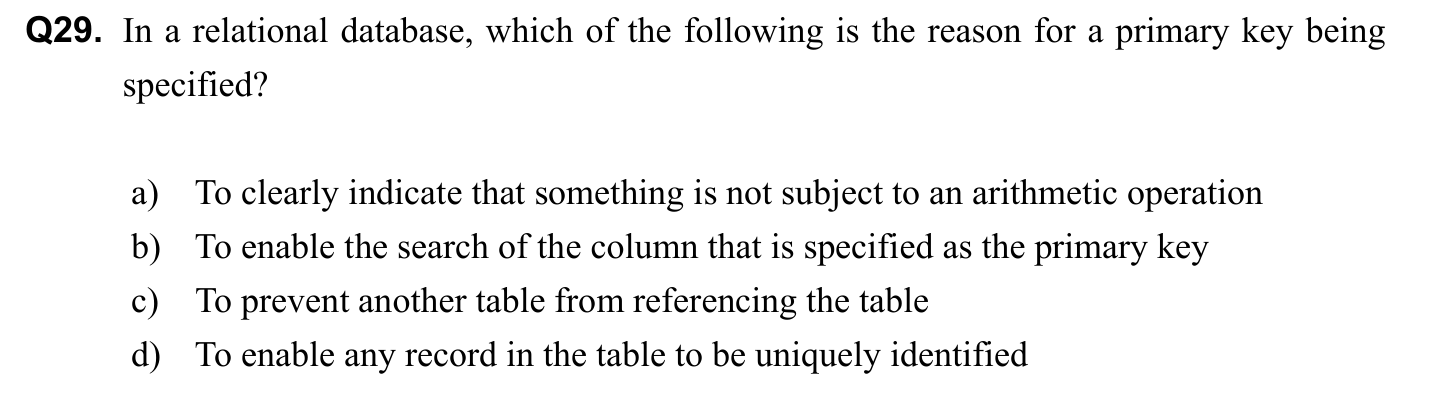 Q29. In a relational database, which of the following is the reason for a primary key being
specified?
a) To clearly indicate that something is not subject to an arithmetic operation
b) To enable the search of the column that is specified as the primary key
c) To prevent another table from referencing the table
d) To enable any record in the table to be uniquely identified